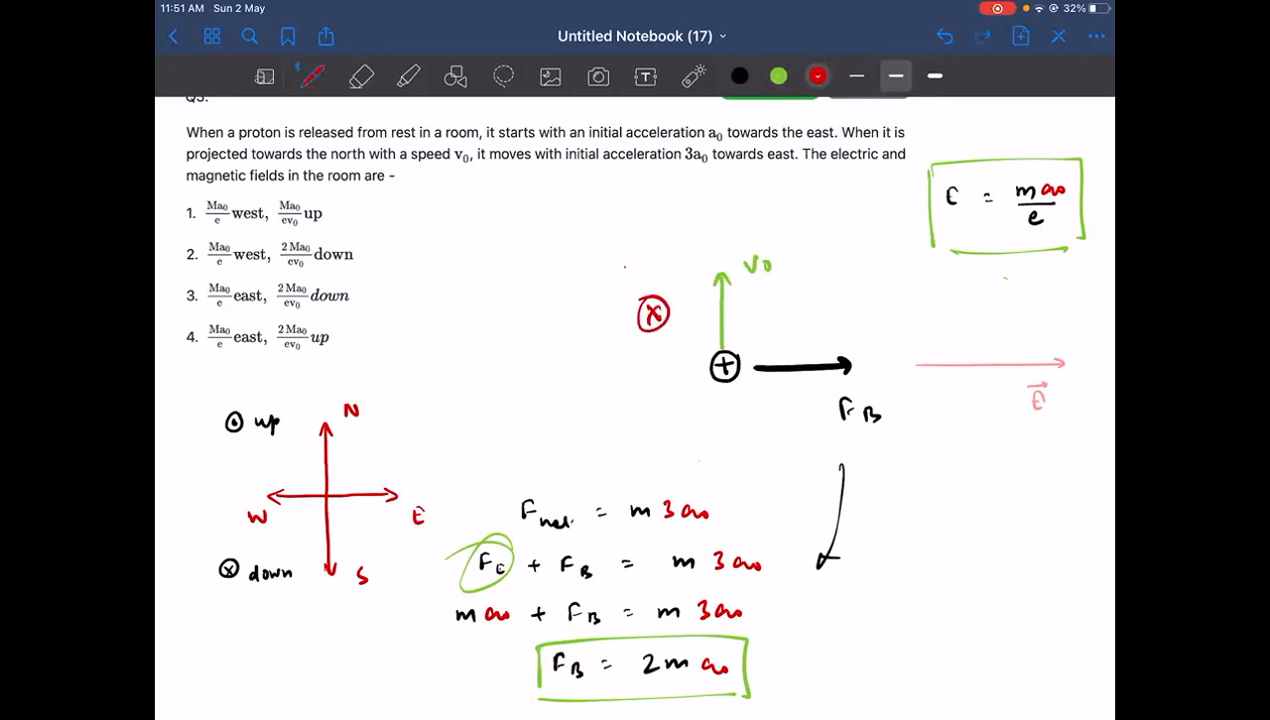 11:51 AM Sun 2 May
32%
Untitled Notebook (17)
Q3.
When a proton is released from rest in a room, it starts with an initial acceleration a₀ towards the east. When it is
projected towards the north with a speed v₀, it moves with initial acceleration 3a₀ towards east. The electric and
magnetic fields in the room are -
1. Ma₀/e west, Ma₀/ev₀ up
2. Ma₀/e west, 2Ma₀/ev₀ down
3. Ma₀/e east, 2Ma₀/ev₀ down
4. Ma₀/e east, 2Ma₀/ev₀ up
E = ma₀/e
v₀
x
+
F_B
E⃗
up
N
W
E
x down
S
F_net = m 3a₀
F_E + F_B = m 3a₀
ma₀ + F_B = m 3a₀
F_B = 2ma₀